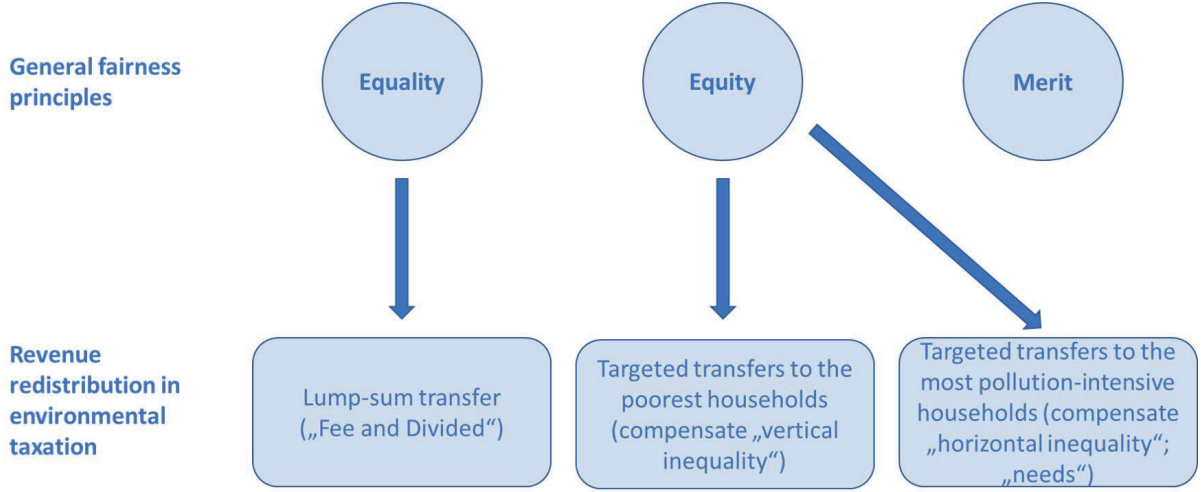 General fairness
principles
Equality
Equity
Merit
Revenue
redistribution in
environmental
taxation
Lump-sum transfer
(„Fee and Divided“)
Targeted transfers to the
poorest households
(compensate „vertical
inequality“)
Targeted transfers to the
most pollution-intensive
households (compensate
„horizontal inequality“;
„needs“)